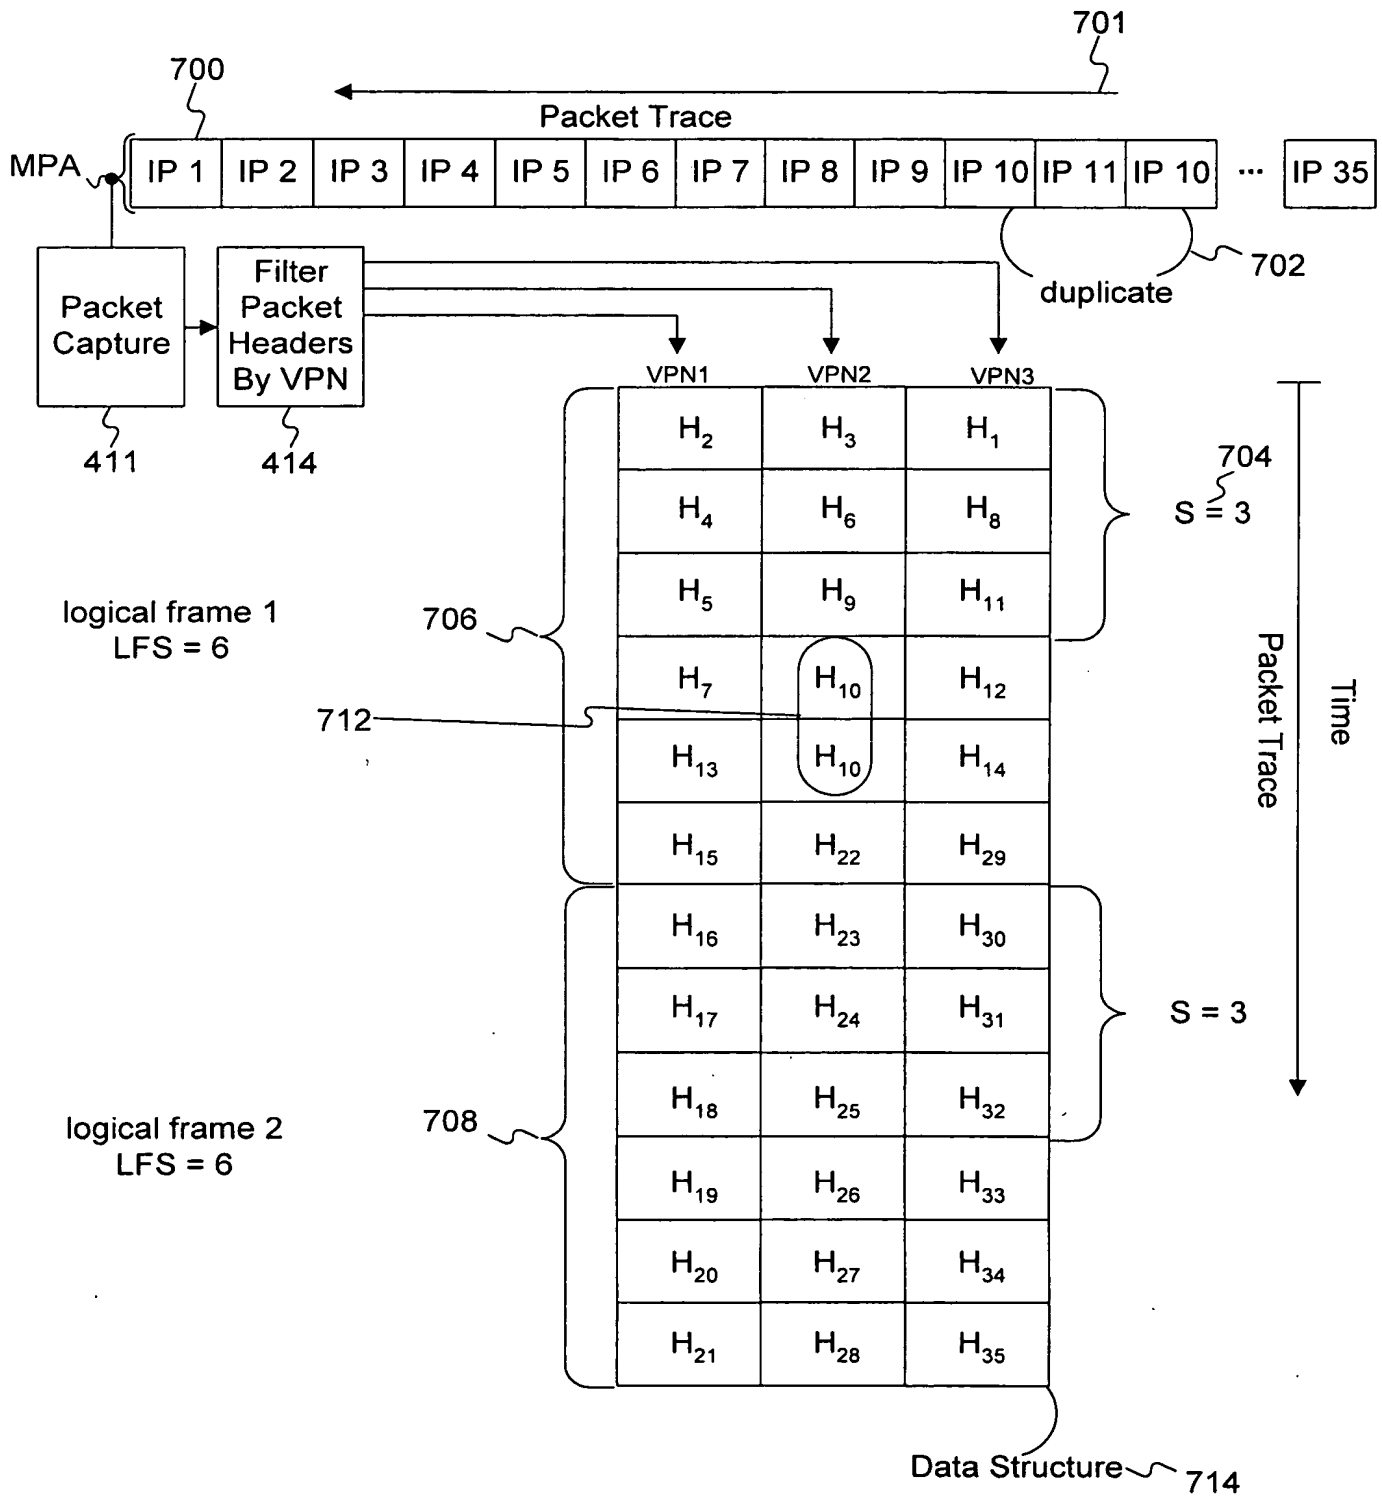 701
700
Packet Trace
MPA
IP 1 IP 2 IP 3 IP 4 IP 5 IP 6 IP 7 IP 8 IP 9 IP 10 IP 11 IP 10 ... IP 35
702
duplicate
Packet
Capture
Filter
Packet
Headers
By VPN
411
414
VPN1 VPN2 VPN3
H2 H3 H1
H4 H6 H8
H5 H9 H11
H7 H10 H12
H13 H10 H14
H15 H22 H29
H16 H23 H30
H17 H24 H31
H18 H25 H32
H19 H26 H33
H20 H27 H34
H21 H28 H35
704
S = 3
logical frame 1
LFS = 6
706
712
Time
Packet Trace
S = 3
logical frame 2
LFS = 6
708
Data Structure
714